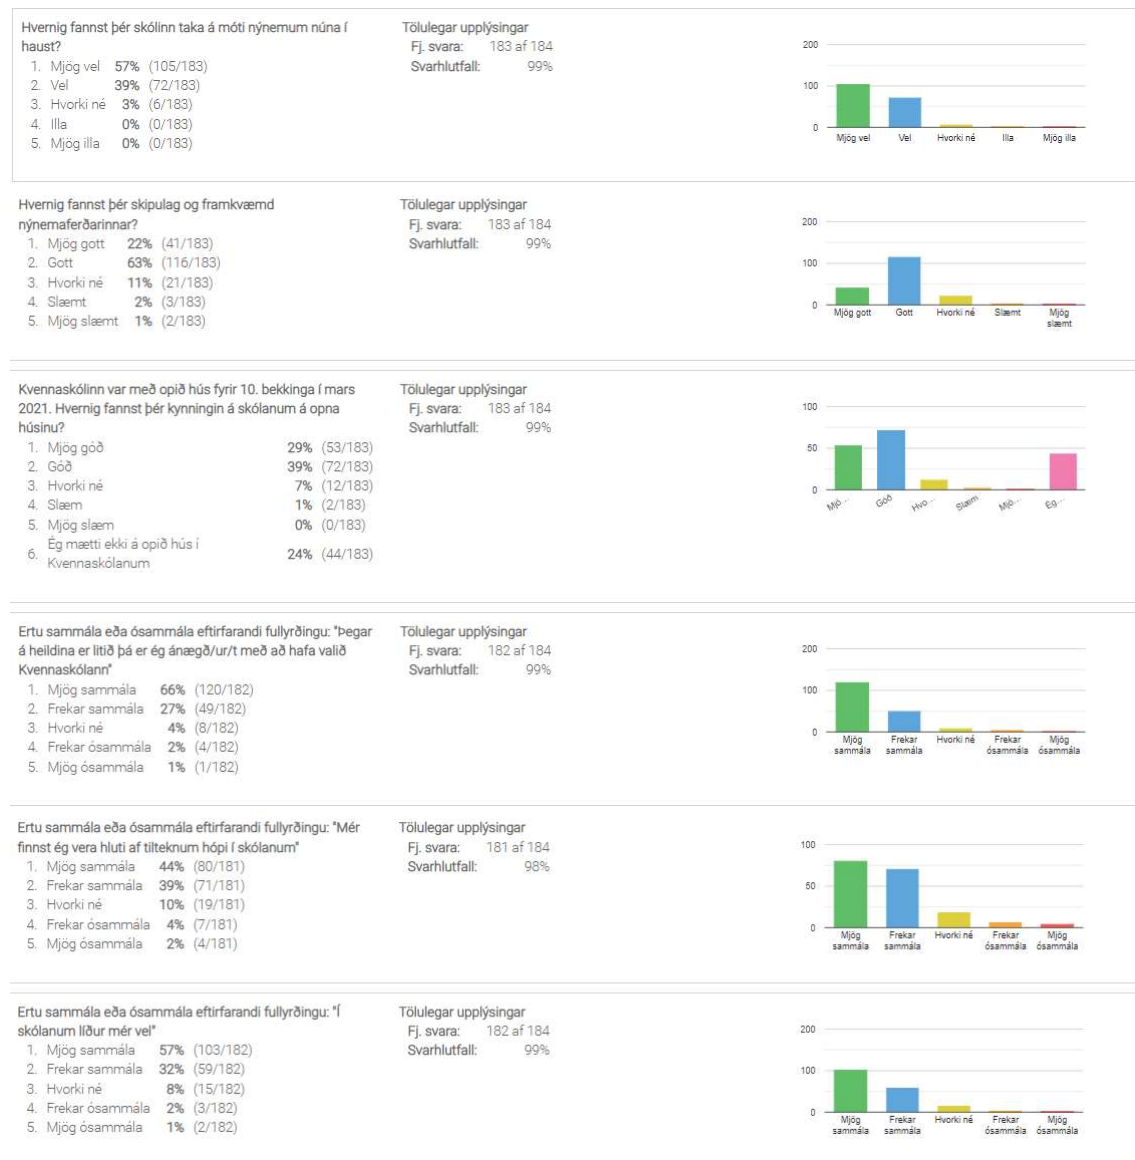 Hvernig fannst þér skólinn taka á móti nýnemum núna í
haust?
1. Mjög vel 57% (105/183)
2. Vel 39% (72/183)
3. Hvorki né 3% (6/183)
4. Illa 0% (0/183)
5. Mjög illa 0% (0/183)
Tölulegar upplýsingar
Fj. svara: 183 af 184
Svarhlutfall: 99%
200
100
0
Mjög vel Vel Hvorki né Illa Mjög illa
Hvernig fannst þér skipulag og framkvæmd
nýnemaferðarinnar?
1. Mjög gott 22% (41/183)
2. Gott 63% (116/183)
3. Hvorki né 11% (21/183)
4. Slæmt 2% (3/183)
5. Mjög slæmt 1% (2/183)
Tölulegar upplýsingar
Fj. svara: 183 af 184
Svarhlutfall: 99%
200
100
0
Mjög gott Gott Hvorki né Slæmt Mjög
slæmt
Kvennaskólinn var með opið hús fyrir 10. bekkinga í mars
2021. Hvernig fannst þér kynningin á skólanum á opna
húsinu?
1. Mjög góð 29% (53/183)
2. Góð 39% (72/183)
3. Hvorki né 7% (12/183)
4. Slæm 1% (2/183)
5. Mjög slæm 0% (0/183)
6. Ég mætti ekki á opið hús í
Kvennaskólanum 24% (44/183)
Tölulegar upplýsingar
Fj. svara: 183 af 184
Svarhlutfall: 99%
100
50
0
Mjö... Góð Hvo... Slæm Mjö... Ég...
Ertu sammála eða ósammála eftirfarandi fullyrðingu: "Þegar
á heildina er litið þá er ég ánægð/ur/t með að hafa valið
Kvennaskólann"
1. Mjög sammála 66% (120/182)
2. Frekar sammála 27% (49/182)
3. Hvorki né 4% (8/182)
4. Frekar ósammála 2% (4/182)
5. Mjög ósammála 1% (1/182)
Tölulegar upplýsingar
Fj. svara: 182 af 184
Svarhlutfall: 99%
200
100
0
Mjög Frekar Hvorki né Frekar Mjög
sammála sammála ósammála ósammála
Ertu sammála eða ósammála eftirfarandi fullyrðingu: "Mér
finnst ég vera hluti af tilteknum hópi í skólanum"
1. Mjög sammála 44% (80/181)
2. Frekar sammála 39% (71/181)
3. Hvorki né 10% (19/181)
4. Frekar ósammála 4% (7/181)
5. Mjög ósammála 2% (4/181)
Tölulegar upplýsingar
Fj. svara: 181 af 184
Svarhlutfall: 98%
100
50
0
Mjög Frekar Hvorki né Frekar Mjög
sammála sammála ósammála ósammála
Ertu sammála eða ósammála eftirfarandi fullyrðingu: "Í
skólanum líður mér vel"
1. Mjög sammála 57% (103/182)
2. Frekar sammála 32% (59/182)
3. Hvorki né 8% (15/182)
4. Frekar ósammála 2% (3/182)
5. Mjög ósammála 1% (2/182)
Tölulegar upplýsingar
Fj. svara: 182 af 184
Svarhlutfall: 99%
200
100
0
Mjög Frekar Hvorki né Frekar Mjög
sammála sammála ósammála ósammála